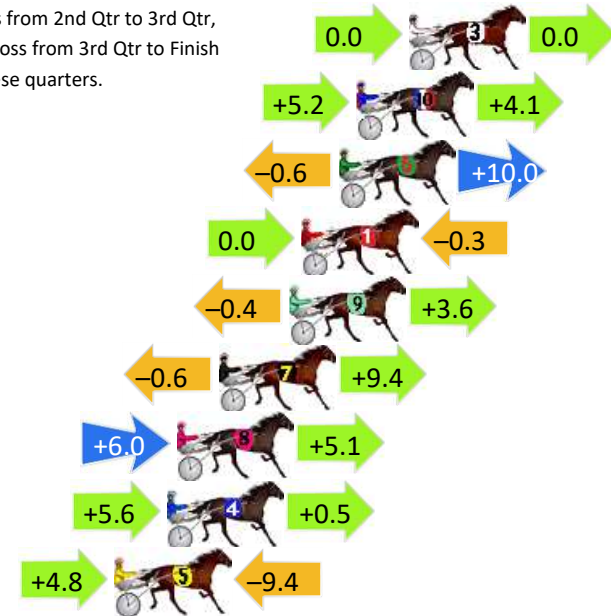 s from 2nd Qtr to 3rd Qtr,
oss from 3rd Qtr to Finish
ese quarters.
0.0 3 0.0
+5.2 10 +4.1
–0.6 6 +10.0
0.0 1 –0.3
–0.4 9 +3.6
–0.6 7 +9.4
+6.0 8 +5.1
+5.6 4 +0.5
+4.8 5 –9.4